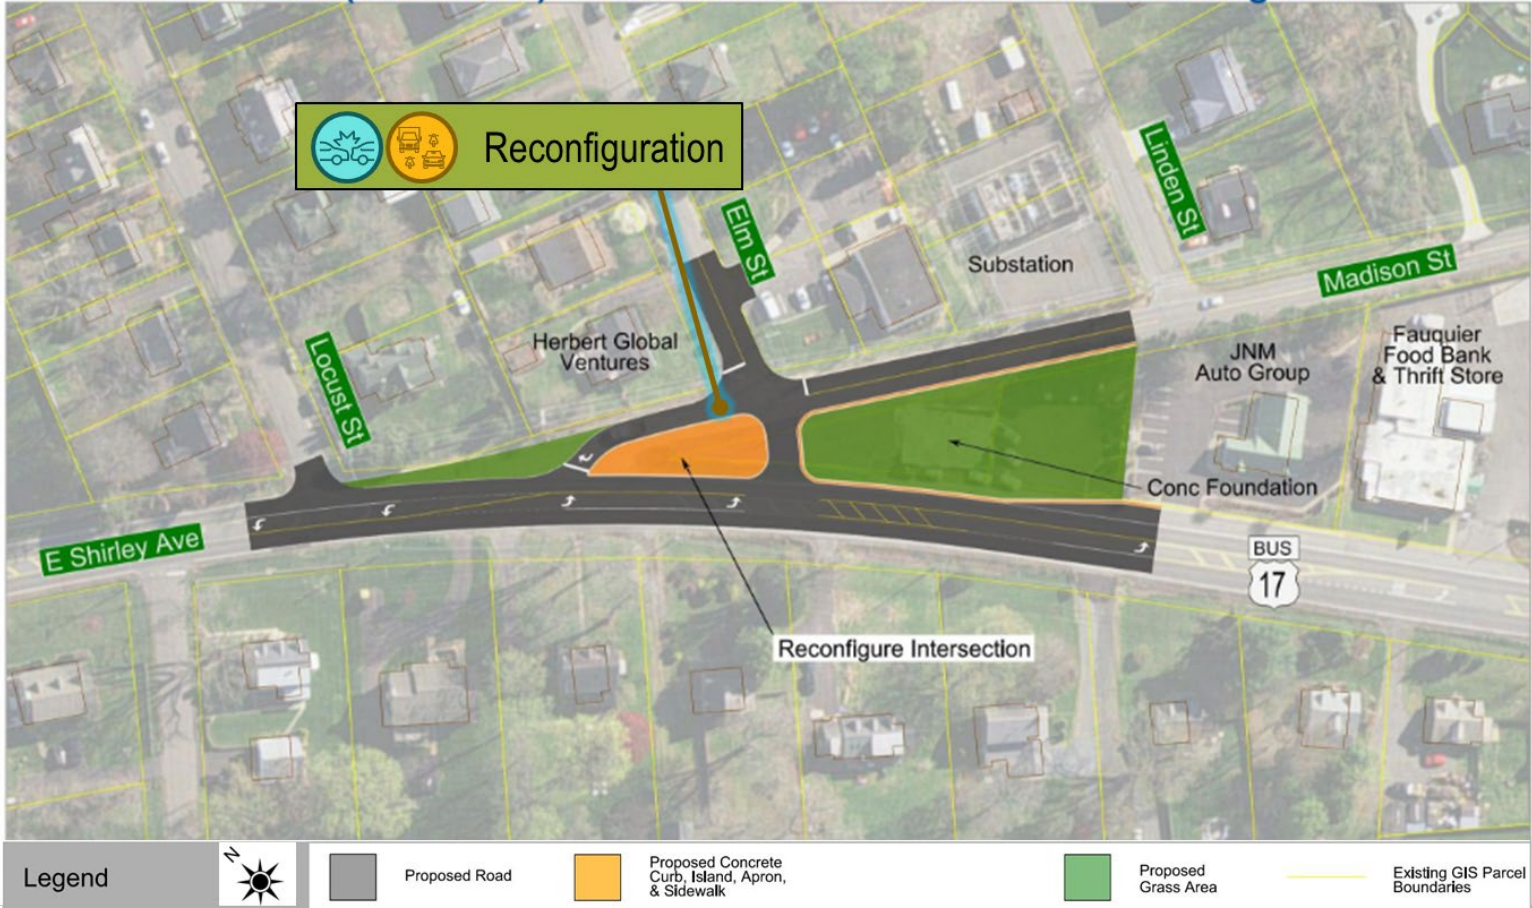 Reconfiguration
Elm St
Linden St
Substation
Madison St
Locust St
Herbert Global
Ventures
JNM
Auto Group
Fauquier
Food Bank
& Thrift Store
Conc Foundation
E Shirley Ave
BUS
17
Reconfigure Intersection
Legend
N
Proposed Road
Proposed Concrete
Curb, Island, Apron,
& Sidewalk
Proposed
Grass Area
Existing GIS Parcel
Boundaries